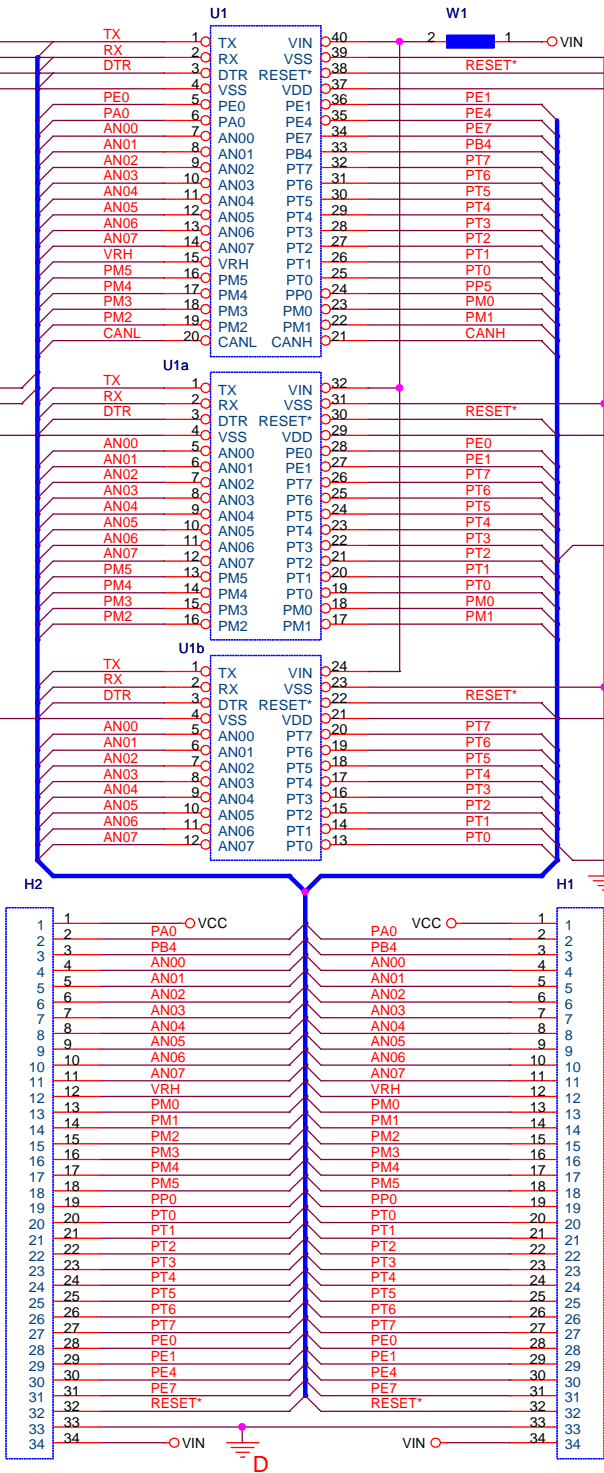 U1 W1
TX 1 TX VIN 40 2 1 VIN
RX 2 RX VSS 39
DTR 3 DTR RESET* 38 RESET*
4 VSS VDD 37
PE0 5 PE0 PE1 36 PE1
PA0 6 PA0 PE4 35 PE4
AN00 7 AN00 PE7 34 PE7
AN01 8 AN01 PB4 33 PB4
AN02 9 AN02 PT7 32 PT7
AN03 10 AN03 PT6 31 PT6
AN04 11 AN04 PT5 30 PT5
AN05 12 AN05 PT4 29 PT4
AN06 13 AN06 PT3 28 PT3
AN07 14 AN07 PT2 27 PT2
VRH 15 VRH PT1 26 PT1
PM5 16 PM5 PT0 25 PT0
PM4 17 PM4 PP0 24 PP5
PM3 18 PM3 PM0 23 PM0
PM2 19 PM2 PM1 22 PM1
CANL 20 CANL CANH 21 CANH
U1a
TX 1 TX VIN 32
RX 2 RX VSS 31
DTR 3 DTR RESET* 30 RESET*
4 VSS VDD 29
AN00 5 AN00 PE0 28 PE0
AN01 6 AN01 PE1 27 PE1
AN02 7 AN02 PT7 26 PT7
AN03 8 AN03 PT6 25 PT6
AN04 9 AN04 PT5 24 PT5
AN05 10 AN05 PT4 23 PT4
AN06 11 AN06 PT3 22 PT3
AN07 12 AN07 PT2 21 PT2
PM5 13 PM5 PT1 20 PT1
PM4 14 PM4 PT0 19 PT0
PM3 15 PM3 PM0 18 PM0
PM2 16 PM2 PM1 17 PM1
U1b
TX 1 TX VIN 24
RX 2 RX VSS 23
DTR 3 DTR RESET* 22 RESET*
4 VSS VDD 21
AN00 5 AN00 PT7 20 PT7
AN01 6 AN01 PT6 19 PT6
AN02 7 AN02 PT5 18 PT5
AN03 8 AN03 PT4 17 PT4
AN04 9 AN04 PT3 16 PT3
AN05 10 AN05 PT2 15 PT2
AN06 11 AN06 PT1 14 PT1
AN07 12 AN07 PT0 13 PT0
H2 H1
1 1 VCC VCC 1 1
2 2 PA0 PA0 2 2
3 3 PB4 PB4 3 3
4 4 AN00 AN00 4 4
5 5 AN01 AN01 5 5
6 6 AN02 AN02 6 6
7 7 AN03 AN03 7 7
8 8 AN04 AN04 8 8
9 9 AN05 AN05 9 9
10 10 AN06 AN06 10 10
11 11 AN07 AN07 11 11
12 12 VRH VRH 12 12
13 13 PM0 PM0 13 13
14 14 PM1 PM1 14 14
15 15 PM2 PM2 15 15
16 16 PM3 PM3 16 16
17 17 PM4 PM4 17 17
18 18 PM5 PM5 18 18
19 19 PP0 PP0 19 19
20 20 PT0 PT0 20 20
21 21 PT1 PT1 21 21
22 22 PT2 PT2 22 22
23 23 PT3 PT3 23 23
24 24 PT4 PT4 24 24
25 25 PT5 PT5 25 25
26 26 PT6 PT6 26 26
27 27 PT7 PT7 27 27
28 28 PE0 PE0 28 28
29 29 PE1 PE1 29 29
30 30 PE4 PE4 30 30
31 31 PE7 PE7 31 31
32 32 RESET* RESET* 32 32
33 33 33 33
34 34 VIN VIN 34 34
D